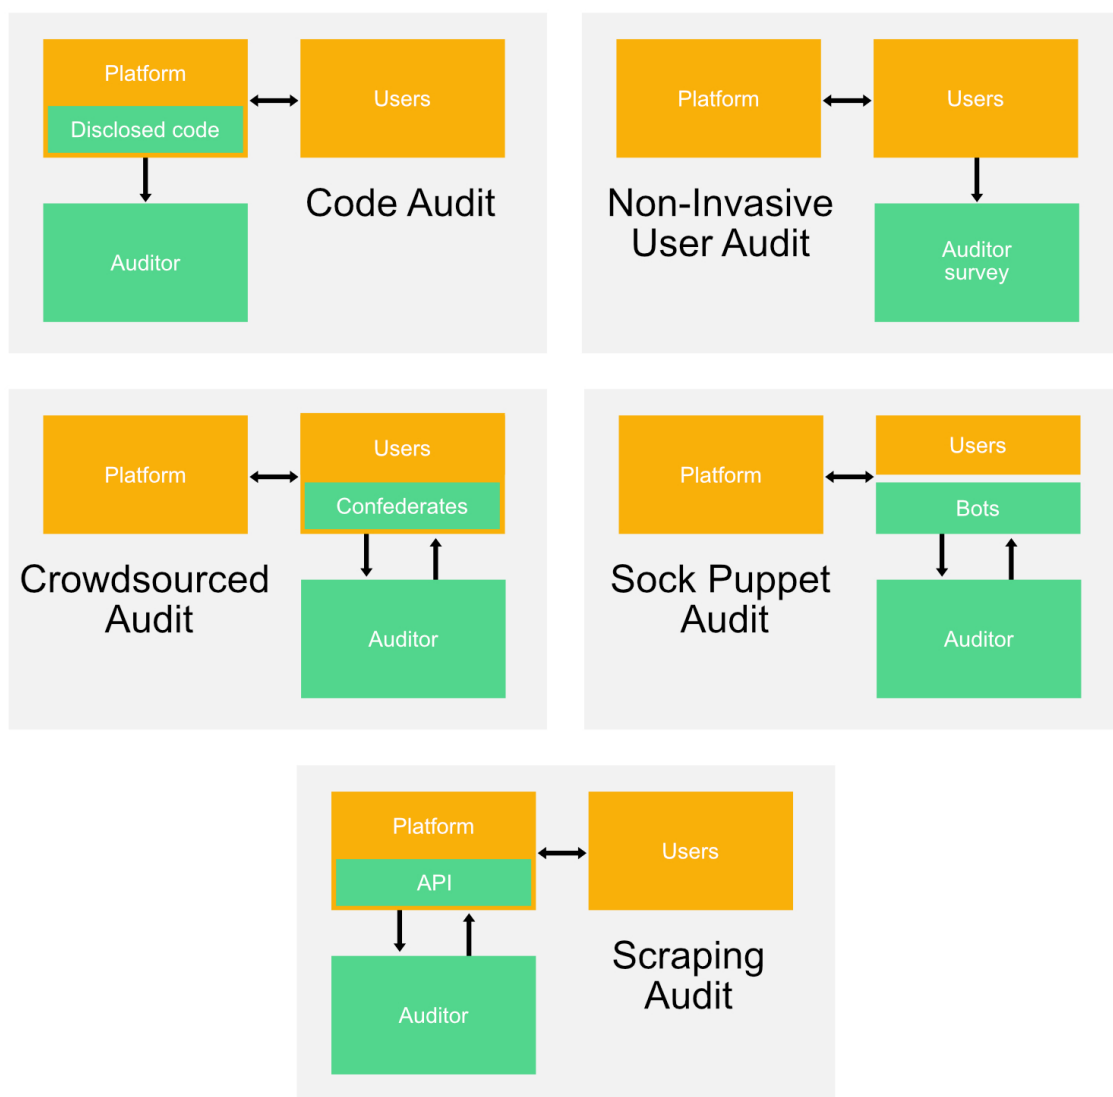 Platform
Disclosed code
Users
Auditor
Code Audit
Platform
Users
Non-Invasive
User Audit
Auditor
survey
Platform
Users
Confederates
Crowdsourced
Audit
Auditor
Platform
Users
Bots
Sock Puppet
Audit
Auditor
Platform
API
Users
Auditor
Scraping
Audit